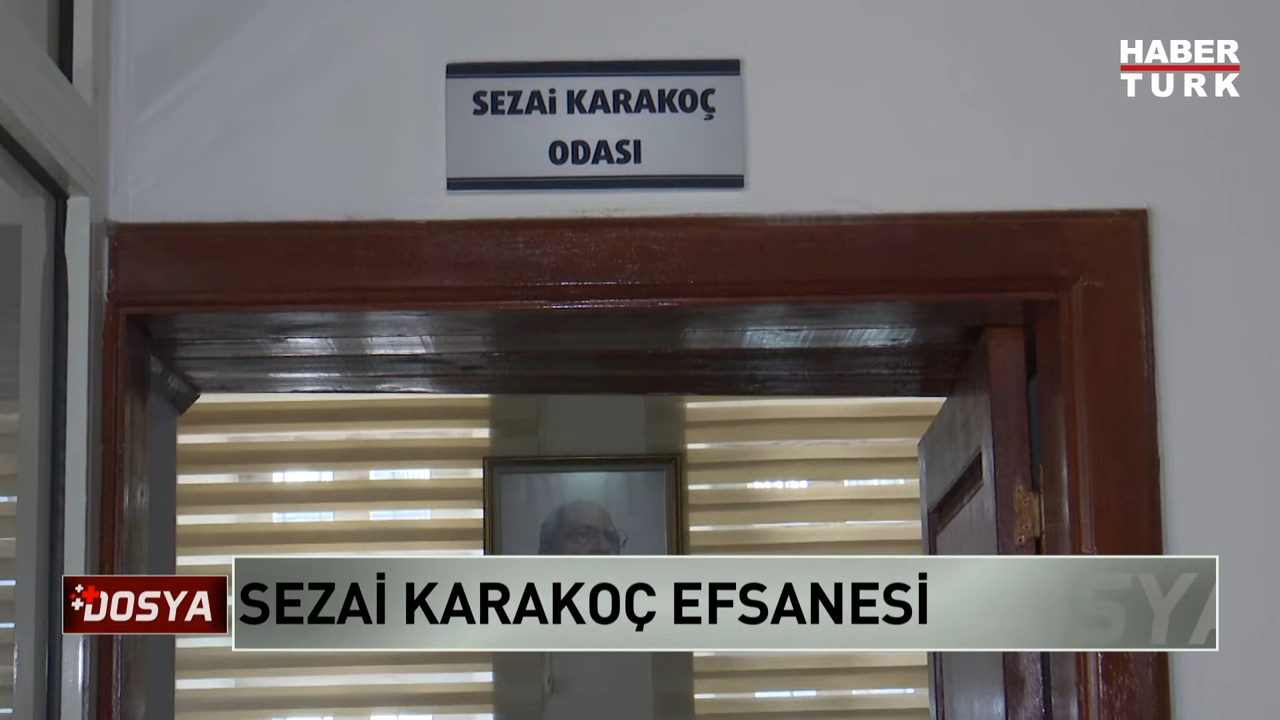 HABER
TURK
SEZAi KARAKOÇ
ODASI
DOSYA
SEZAİ KARAKOÇ EFSANESİ